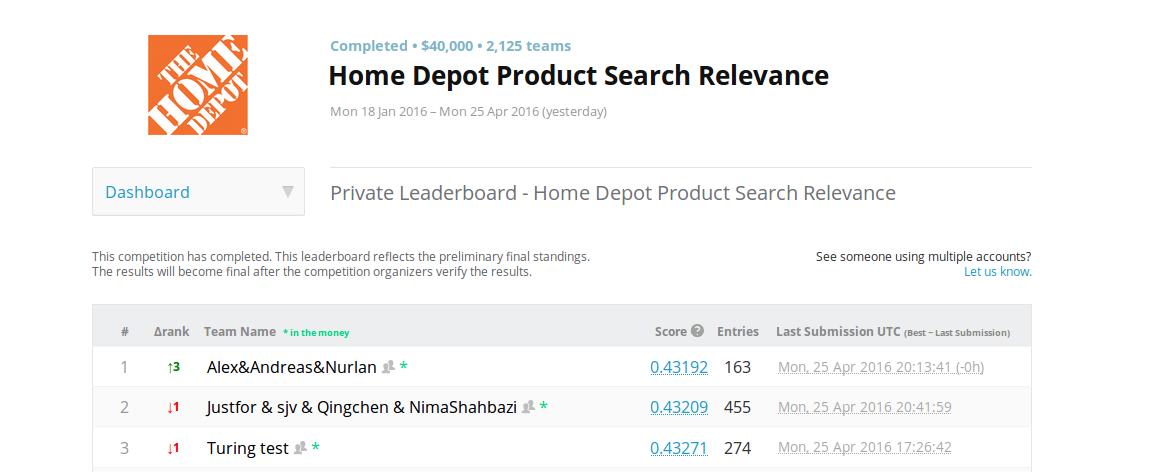 THE
HOME
DEPOT
®
Completed • $40,000 • 2,125 teams
Home Depot Product Search Relevance
Mon 18 Jan 2016 – Mon 25 Apr 2016 (yesterday)
Dashboard
Private Leaderboard - Home Depot Product Search Relevance
This competition has completed. This leaderboard reflects the preliminary final standings.
The results will become final after the competition organizers verify the results.
See someone using multiple accounts?
Let us know.
# Δrank Team Name * in the money Score ? Entries Last Submission UTC (Best − Last Submission)
1 ↑3 Alex&Andreas&Nurlan * 0.43192 163 Mon, 25 Apr 2016 20:13:41 (-0h)
2 ↓1 Justfor & sjv & Qingchen & NimaShahbazi * 0.43209 455 Mon, 25 Apr 2016 20:41:59
3 ↓1 Turing test * 0.43271 274 Mon, 25 Apr 2016 17:26:42